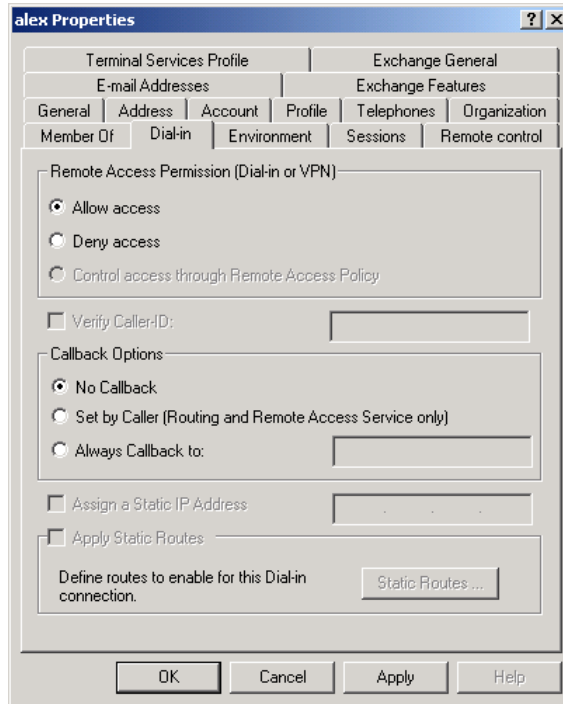 alex Properties
Terminal Services Profile Exchange General
E-mail Addresses Exchange Features
General Address Account Profile Telephones Organization
Member Of Dial-in Environment Sessions Remote control
Remote Access Permission (Dial-in or VPN)
Allow access
Deny access
Control access through Remote Access Policy
Verify Caller-ID:
Callback Options
No Callback
Set by Caller (Routing and Remote Access Service only)
Always Callback to:
Assign a Static IP Address
Apply Static Routes
Define routes to enable for this Dial-in
connection.
Static Routes ...
OK Cancel Apply Help